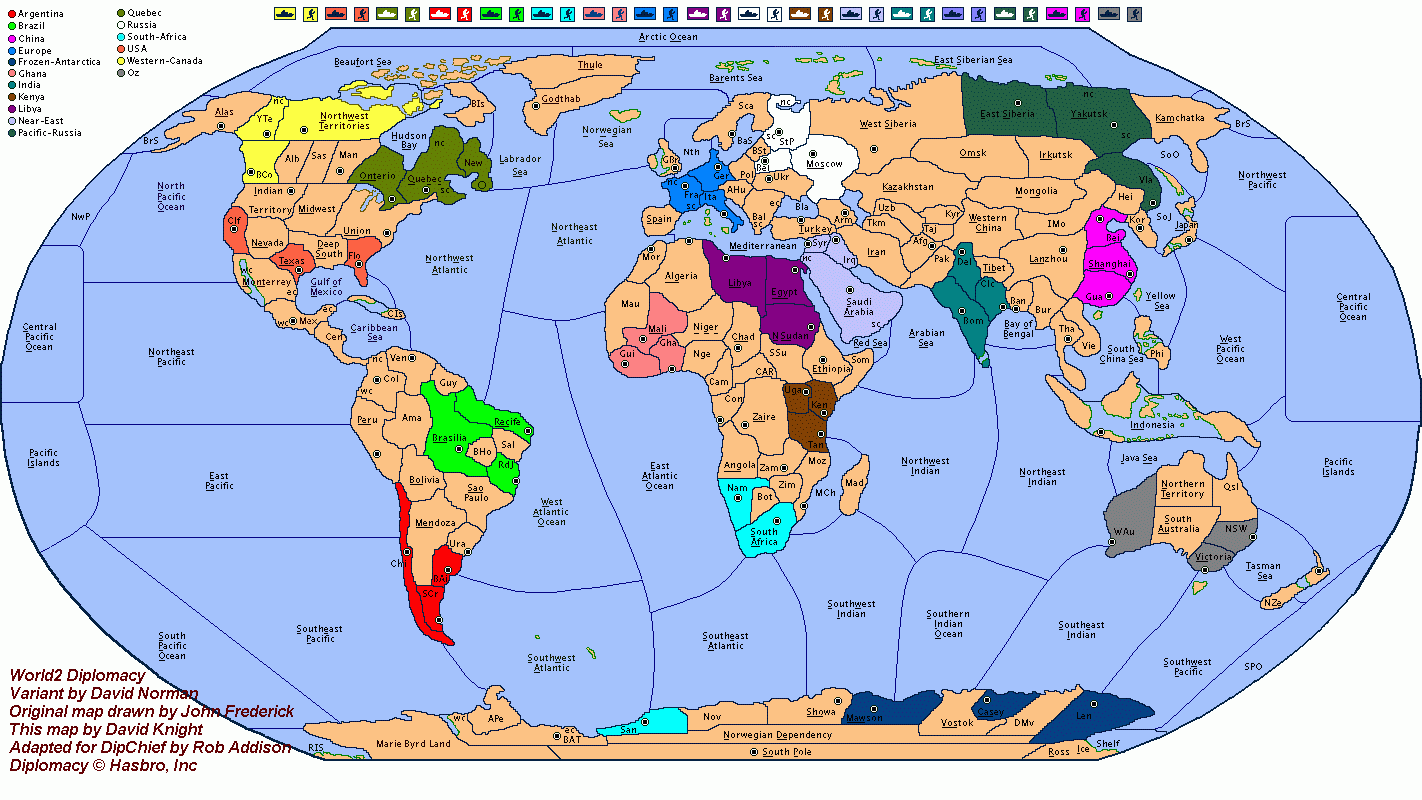 Argentina
Brazil
China
Europe
Frozen-Antarctica
Ghana
India
Kenya
Libya
Near-East
Pacific-Russia
Quebec
Russia
South-Africa
USA
Western-Canada
Oz
Arctic Ocean
Beaufort Sea
Thule
Barents Sea
East Siberian Sea
BIs
Godthab
Alas
nc
YTe
Northwest
Territories
BrS
Hudson
Bay
nc
Norwegian
Sea
Sca
nc
sc
StP
West Siberia
East Siberia
nc
Yakutsk
sc
Kamchatka
BrS
Alb
Sas
Man
BCo
Ontario
Quebec
sc
New
Labrador
Sea
Nth
GBr
BaS
BSt
Bel
Moscow
Omsk
Irkutsk
SoO
Northwest
Pacific
North
Pacific
Ocean
NwP
Indian
Territory
Midwest
Union
nc
Fra
sc
Ger
Ita
Pol
Ukr
AHu
ec
Bal
sc
Bla
Kazakhstan
Mongolia
Vla
Hei
Clf
Nevada
Deep
South
Texas
Flo
Northeast
Atlantic
Spain
Turkey
Arm
Uzb
Tkm
Kyr
Taj
Afg
Western
China
IMo
Bei
Kor
SoJ
Japan
wc
Monterrey
ec
Gulf of
Mexico
Northwest
Atlantic
Mor
Mediterranean
Syr
nc
Irq
Iran
Pak
Del
Tibet
Lanzhou
Shanghai
Algeria
Libya
Egypt
Saudi
Arabia
sc
Clc
Ban
Bur
Gua
Yellow
Sea
wc
Mex
ec
CIs
Caribbean
Sea
Cen
Mau
Mali
Niger
Chad
N Sudan
Red Sea
Arabian
Sea
Bom
Bay of
Bengal
Tha
Vie
South
China Sea
Phi
Central
Pacific
Ocean
West
Pacific
Ocean
Central
Pacific
Ocean
Northeast
Pacific
nc
Ven
Col
wc
Guy
Gui
Gha
Nge
SSu
CAR
Ethiopia
Som
Cam
Con
Uga
Ken
Peru
Ama
Recife
Brasilia
BHo
Sal
RdJ
Zaire
Tan
Indonesia
Pacific
Islands
East
Pacific
Bolivia
Sao
Paulo
West
Atlantic
Ocean
East
Atlantic
Ocean
Angola
Zam
Moz
Nam
Bot
Zim
MCh
Mad
Northwest
Indian
Northeast
Indian
Java Sea
Northern
Territory
Qsl
Pacific
Islands
Mendoza
Ura
BAi
SCr
South
Africa
WAu
South
Australia
NSW
Victoria
Tasman
Sea
NZe
South
Pacific
Ocean
Southeast
Pacific
Southwest
Atlantic
Southeast
Atlantic
Southwest
Indian
Southern
Indian
Ocean
Southeast
Indian
Southwest
Pacific
SPO
World2 Diplomacy
Variant by David Norman
Original map drawn by John Frederick
This map by David Knight
Adapted for DipChief by Rob Addison
Diplomacy © Hasbro, Inc
RIS
Marie Byrd Land
wc
APe
ec
BAT
San
Nov
Showa
Norwegian Dependency
South Pole
Mawson
Vostok
Casey
DMv
Len
Ross
Ice
Shelf